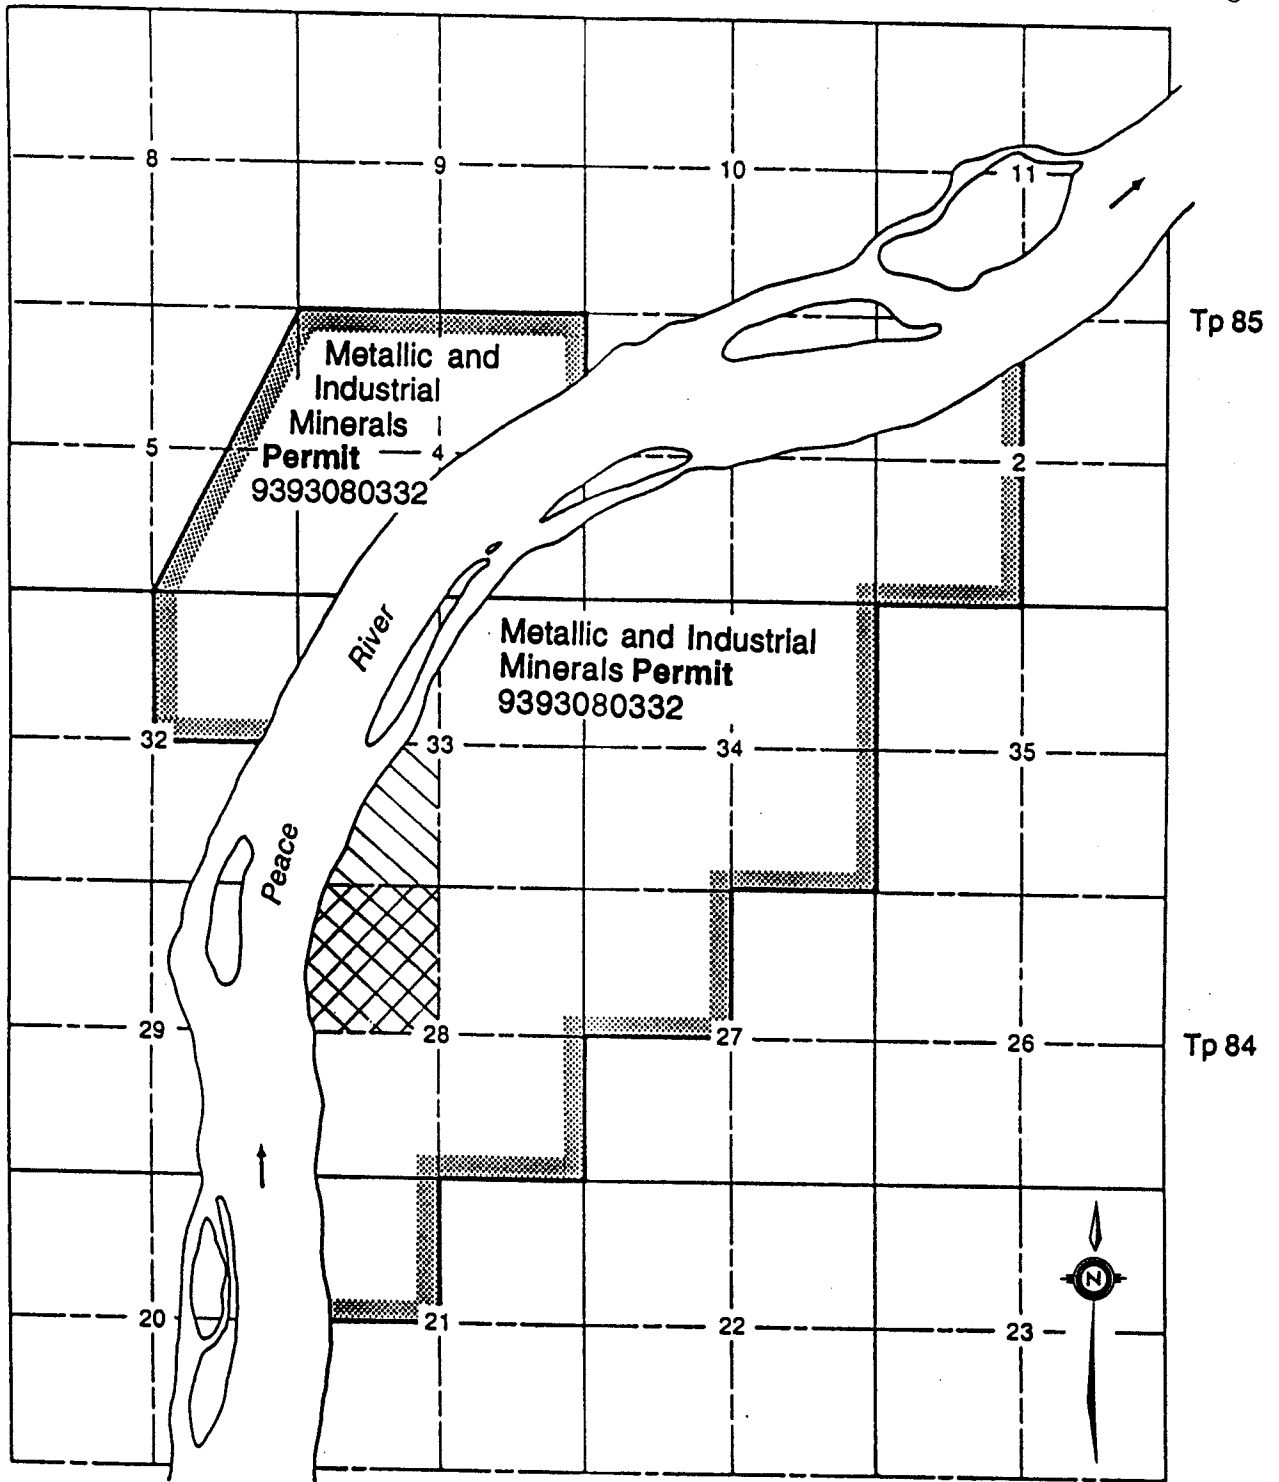 8
9
10
11
Tp 85
Metallic and
Industrial
Minerals
Permit
9393080332
5
4
2
River
Metallic and Industrial
Minerals Permit
9393080332
32
33
34
35
Peace
29
28
27
26
Tp 84
20
21
22
23
N